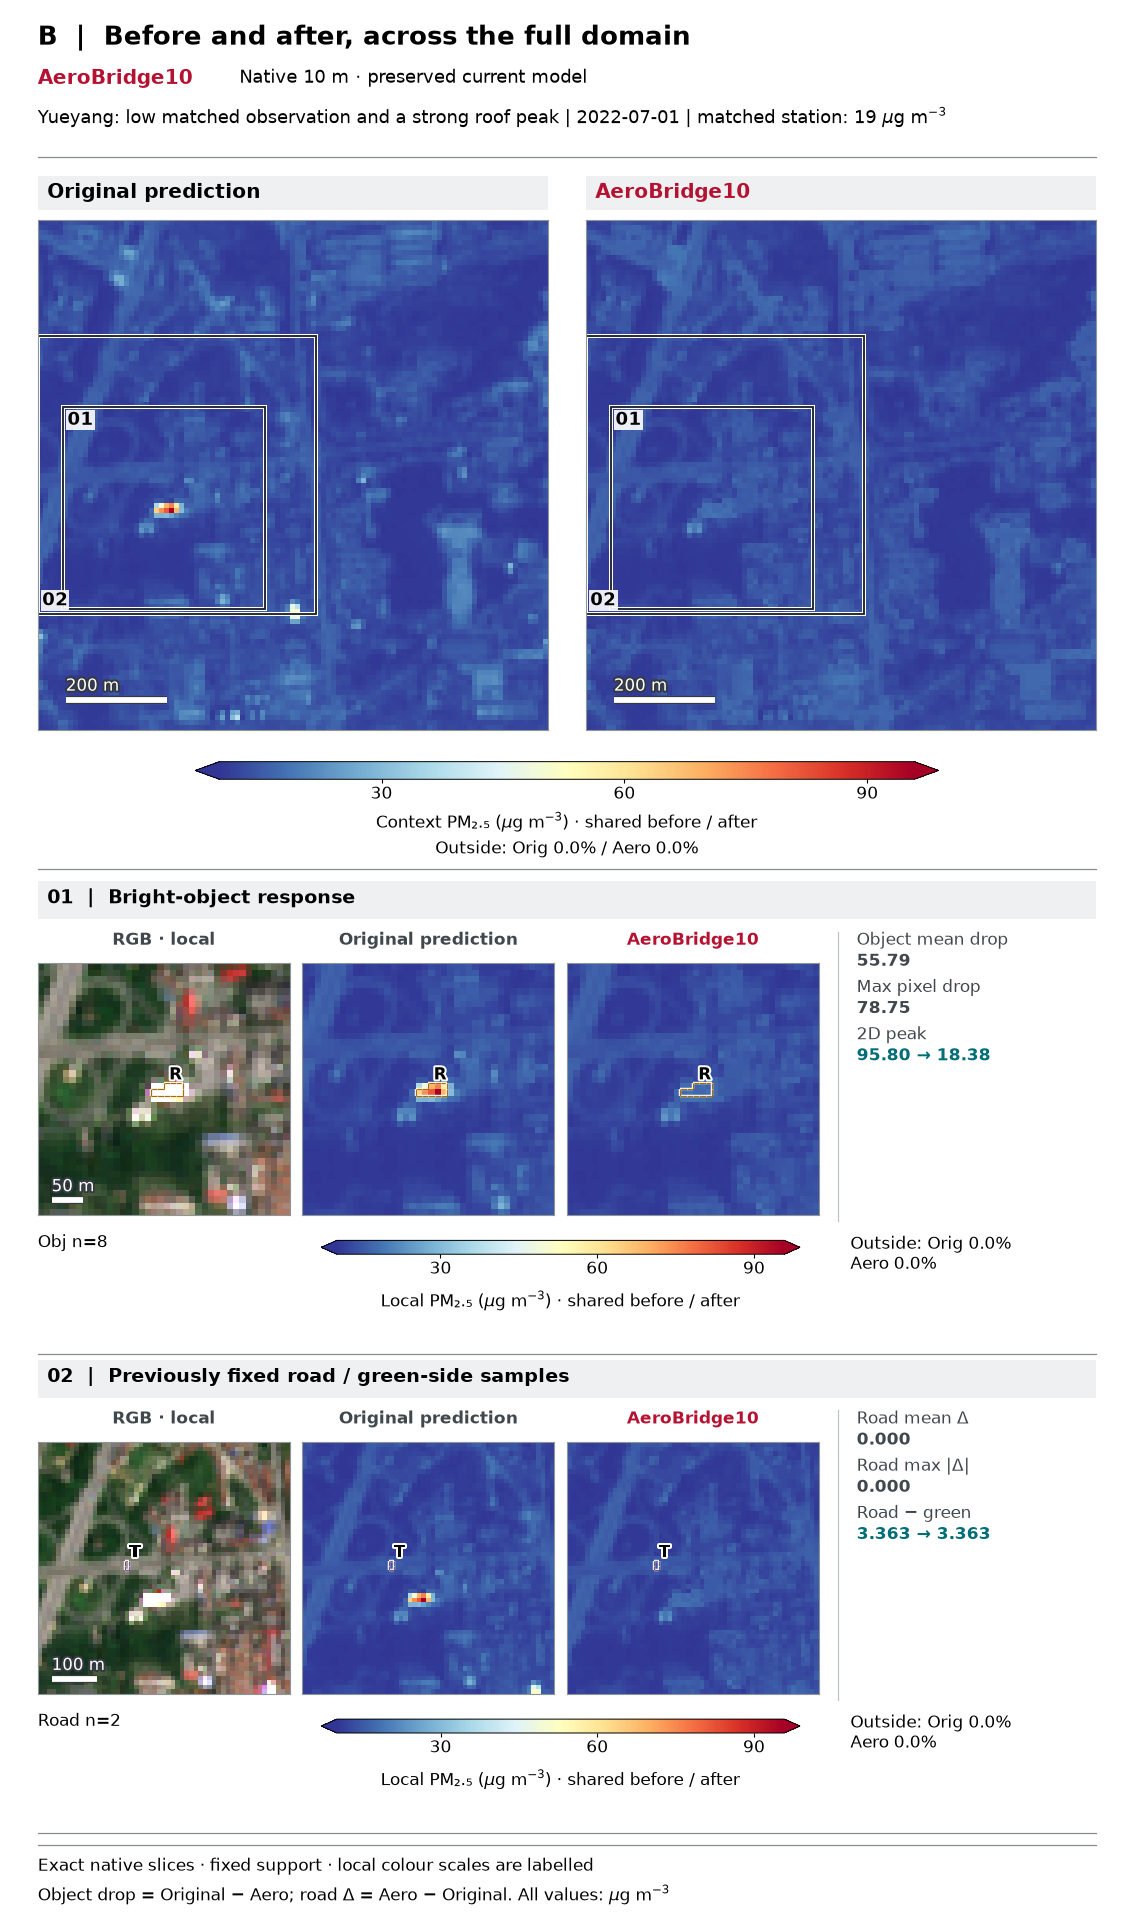 B | Before and after, across the full domain
AeroBridge10 Native 10 m · preserved current model
Yueyang: low matched observation and a strong roof peak | 2022-07-01 | matched station: 19 μg m⁻³
Original prediction
AeroBridge10
01
02
200 m
01
02
200 m
30 60 90
Context PM₂.₅ (μg m⁻³) · shared before / after
Outside: Orig 0.0% / Aero 0.0%
01 | Bright-object response
RGB · local
Original prediction
AeroBridge10
R
50 m
R
R
Object mean drop
55.79
Max pixel drop
78.75
2D peak
95.80 → 18.38
Obj n=8
30 60 90
Local PM₂.₅ (μg m⁻³) · shared before / after
Outside: Orig 0.0%
Aero 0.0%
02 | Previously fixed road / green-side samples
RGB · local
Original prediction
AeroBridge10
T
100 m
T
T
Road mean Δ
0.000
Road max |Δ|
0.000
Road − green
3.363 → 3.363
Road n=2
30 60 90
Local PM₂.₅ (μg m⁻³) · shared before / after
Outside: Orig 0.0%
Aero 0.0%
Exact native slices · fixed support · local colour scales are labelled
Object drop = Original − Aero; road Δ = Aero − Original. All values: μg m⁻³